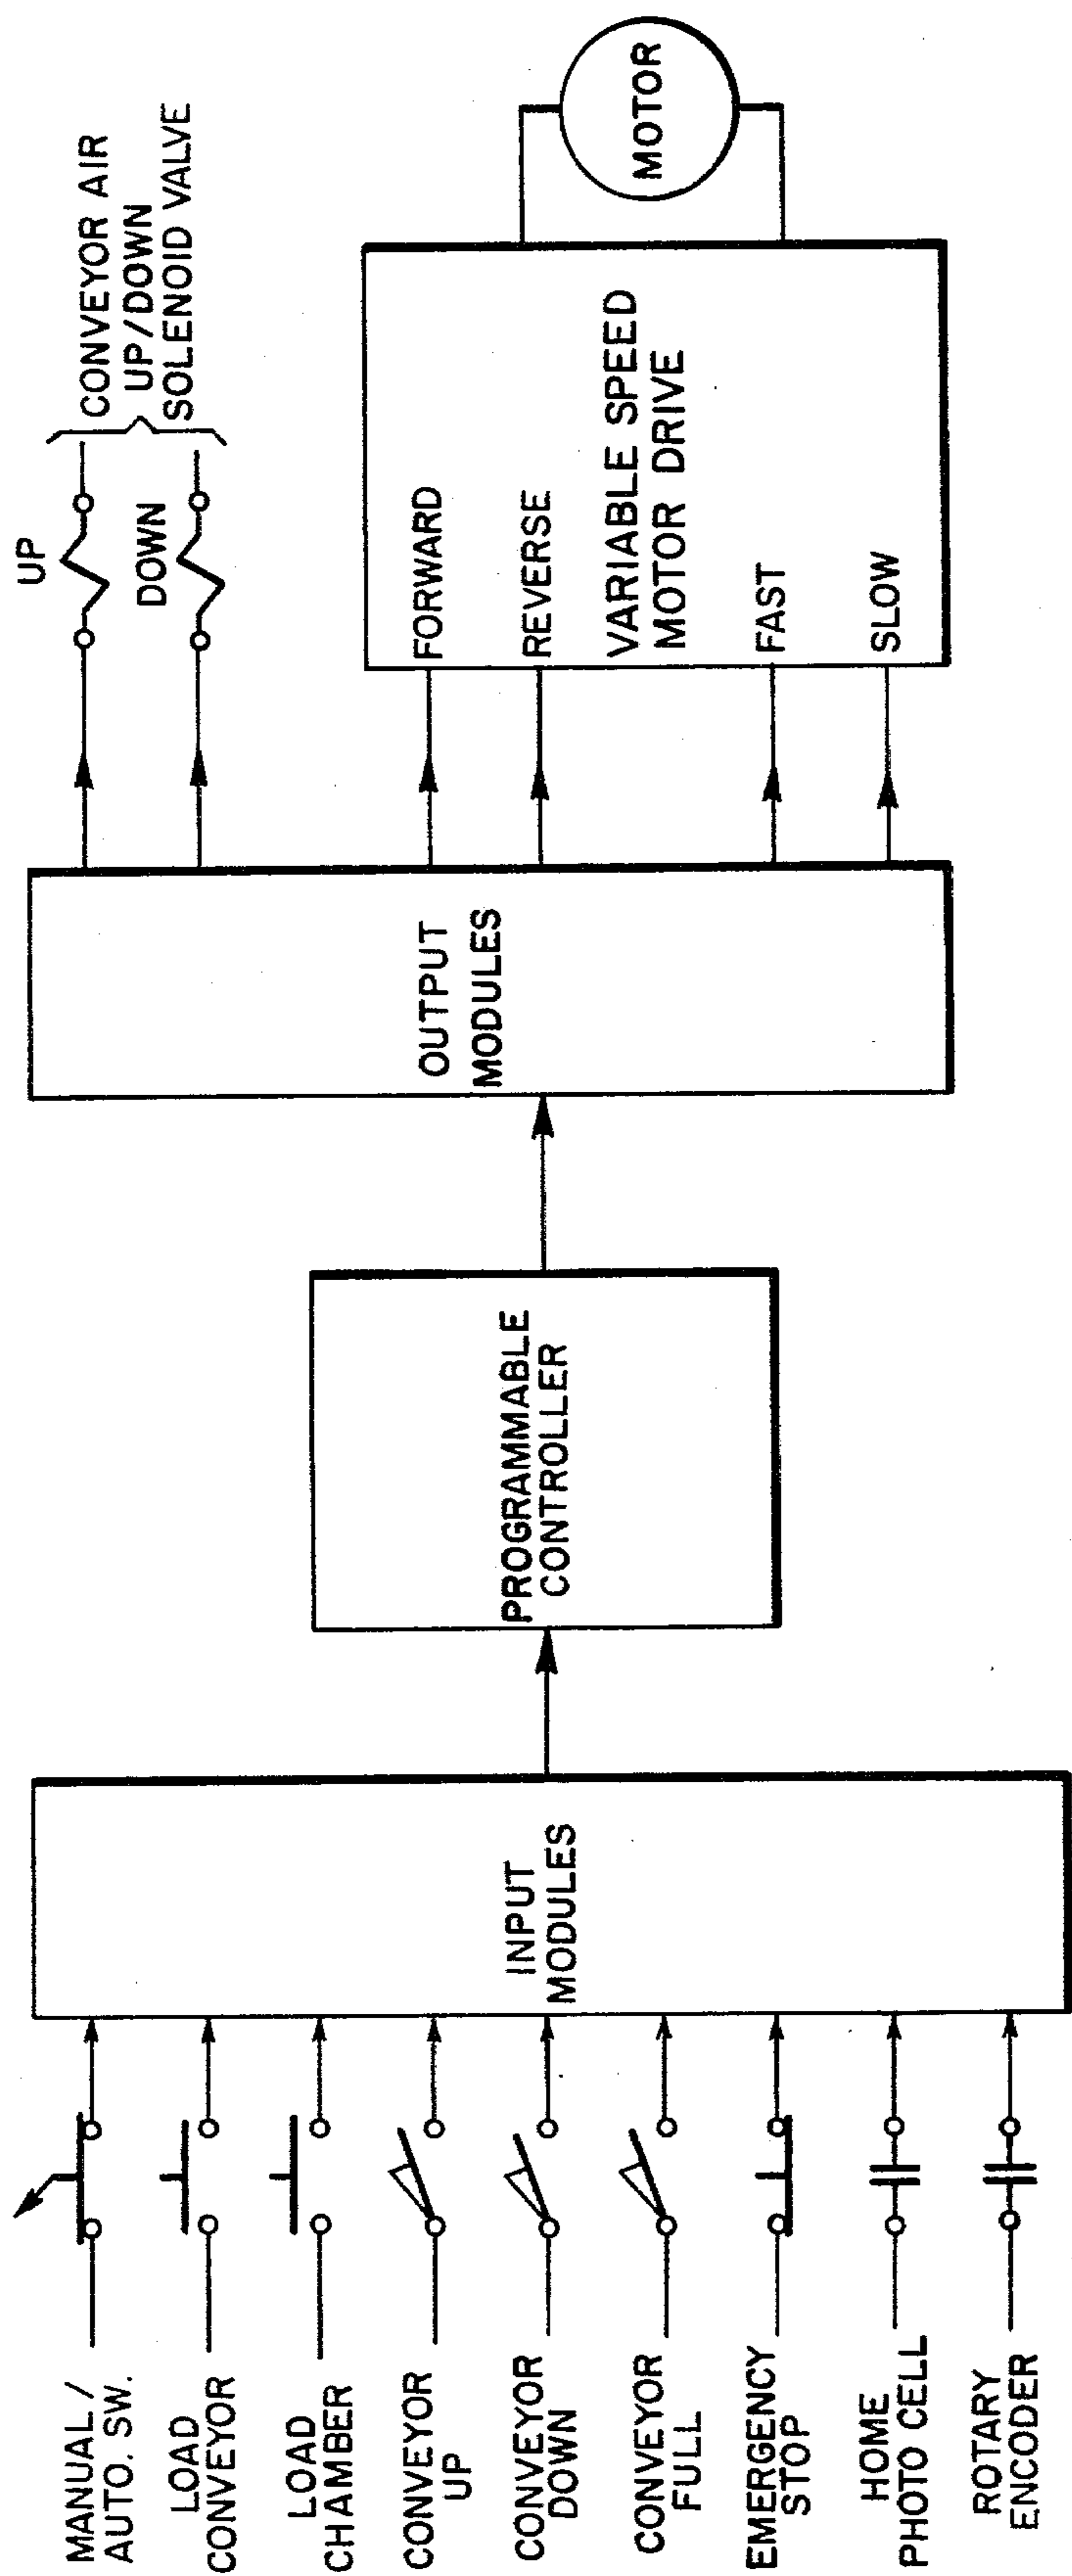 MANUAL /
AUTO. SW.
LOAD
CONVEYOR
LOAD
CHAMBER
CONVEYOR
UP
CONVEYOR
DOWN
CONVEYOR
FULL
EMERGENCY
STOP
HOME
PHOTO CELL
ROTARY
ENCODER
INPUT
MODULES
PROGRAMMABLE
CONTROLLER
OUTPUT
MODULES
UP
DOWN
CONVEYOR AIR
UP/DOWN
SOLENOID VALVE
FORWARD
REVERSE
VARIABLE SPEED
MOTOR DRIVE
FAST
SLOW
MOTOR